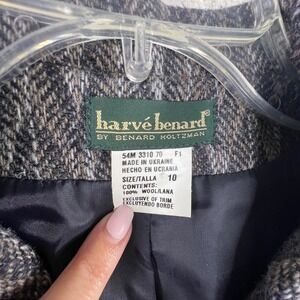 harvé benard®
BY BENARD HOLTZMAN
54M 3310 70 F1
MADE IN UKRAINE
HECHO EN UCRANIA
SIZE/TALLA 10
CONTENTS:
100% WOOL/LANA
EXCLUSIVE OF TRIM
EXCLUYENDO BORDE